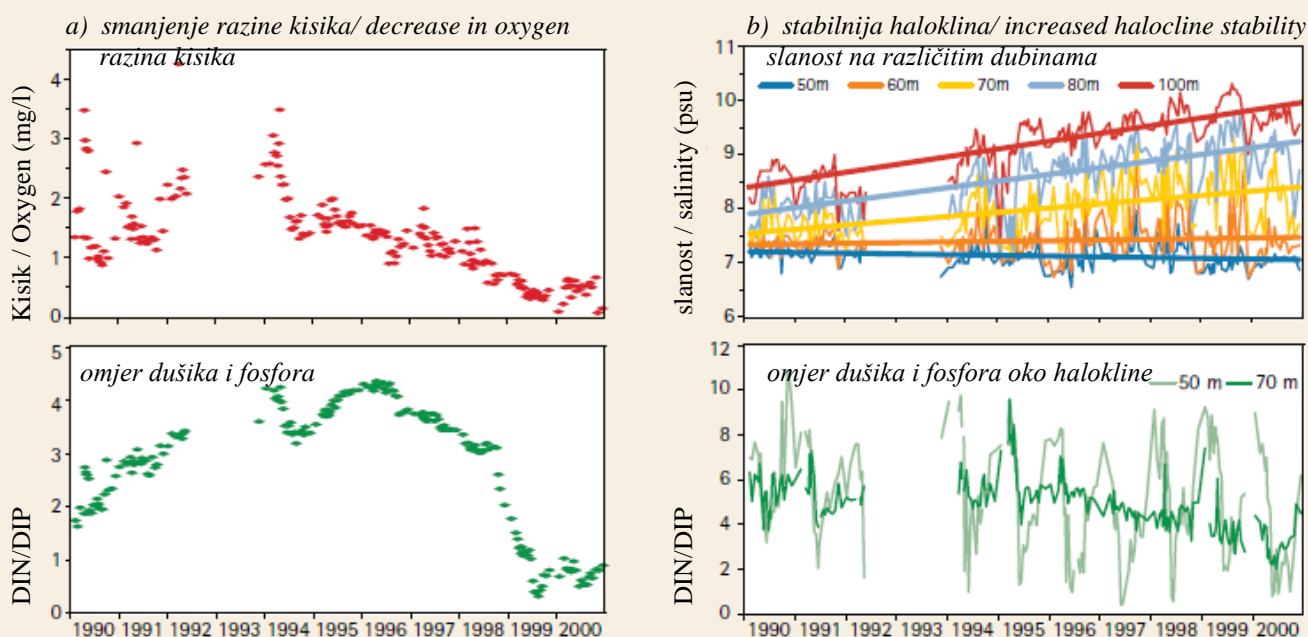 a) smanjenje razine kisika/ decrease in oxygen
razina kisika
Kisik / Oxygen (mg/l)
4
3
2
1
0
b) stabilnija haloklina/ increased halocline stability
slanost na različitim dubinama
50m 60m 70m 80m 100m
slanost / salinity (psu)
11
10
9
8
7
6
omjer dušika i fosfora
DIN/DIP
5
4
3
2
1
0
1990 1991 1992 1993 1994 1995 1996 1997 1998 1999 2000
omjer dušika i fosfora oko halokline
50 m 70 m
DIN/DIP
12
10
8
6
4
2
0
1990 1991 1992 1993 1994 1995 1996 1997 1998 1999 2000